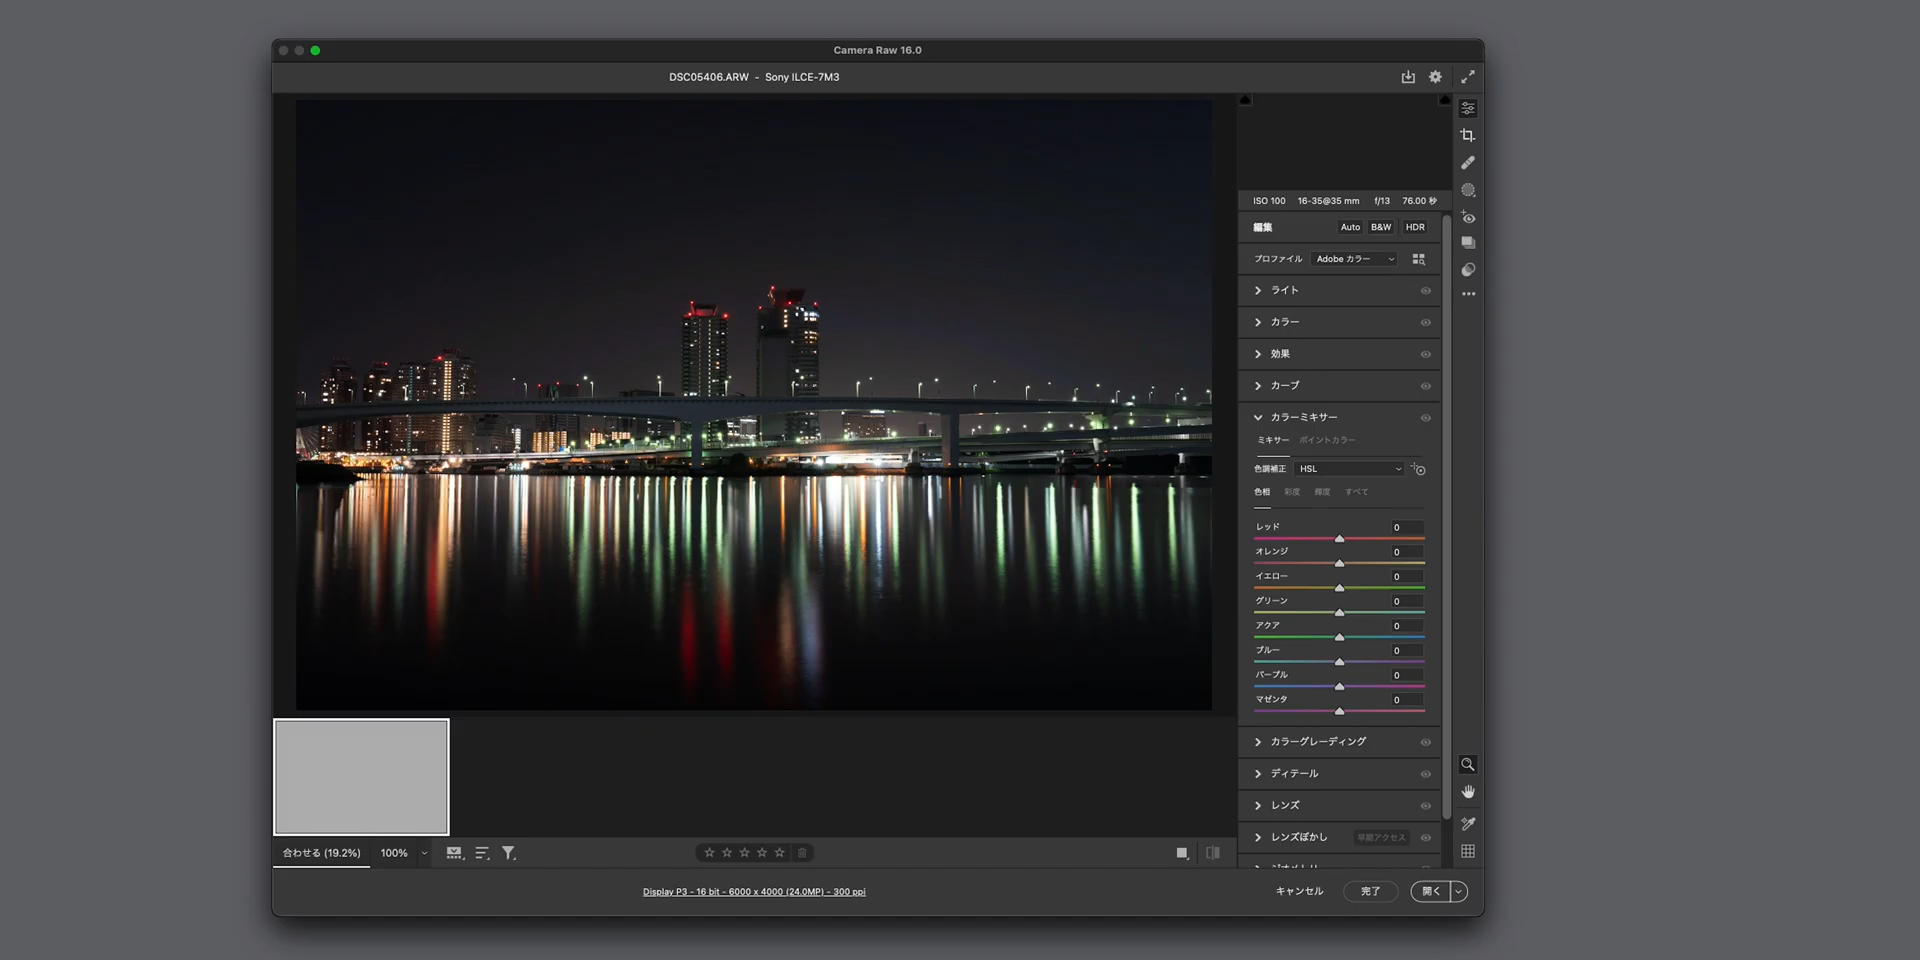 Camera Raw 16.0
DSC05406.ARW - Sony ILCE-7M3
ISO 100 16-35@35 mm f/13 76.00 秒
編集 Auto B&W HDR
プロファイル Adobe カラー
ライト
カラー
効果
カーブ
カラーミキサー
ミキサー ポイントカラー
色調補正 HSL
色相 彩度 輝度 すべて
レッド 0
オレンジ 0
イエロー 0
グリーン 0
アクア 0
ブルー 0
パープル 0
マゼンタ 0
カラーグレーディング
ディテール
レンズ
レンズぼかし 早期アクセス
合わせる (19.2%) 100%
Display P3 - 16 bit - 6000 x 4000 (24.0MP) - 300 ppi
キャンセル 完了 開く